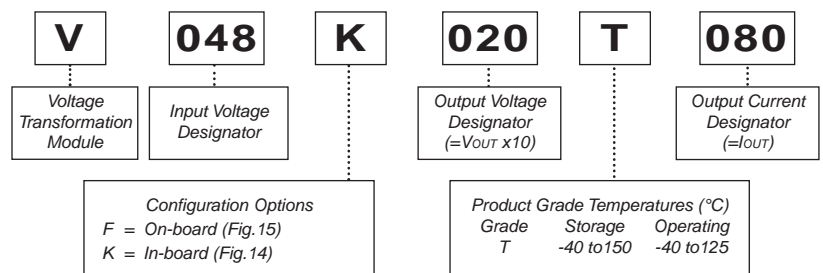 V 048 K 020 T 080
Voltage
Transformation
Module
Input Voltage
Designator
Output Voltage
Designator
(=VOUT x10)
Output Current
Designator
(=IOUT)
Configuration Options
F = On-board (Fig.15)
K = In-board (Fig.14)
Product Grade Temperatures (°C)
Grade Storage Operating
T -40 to150 -40 to125